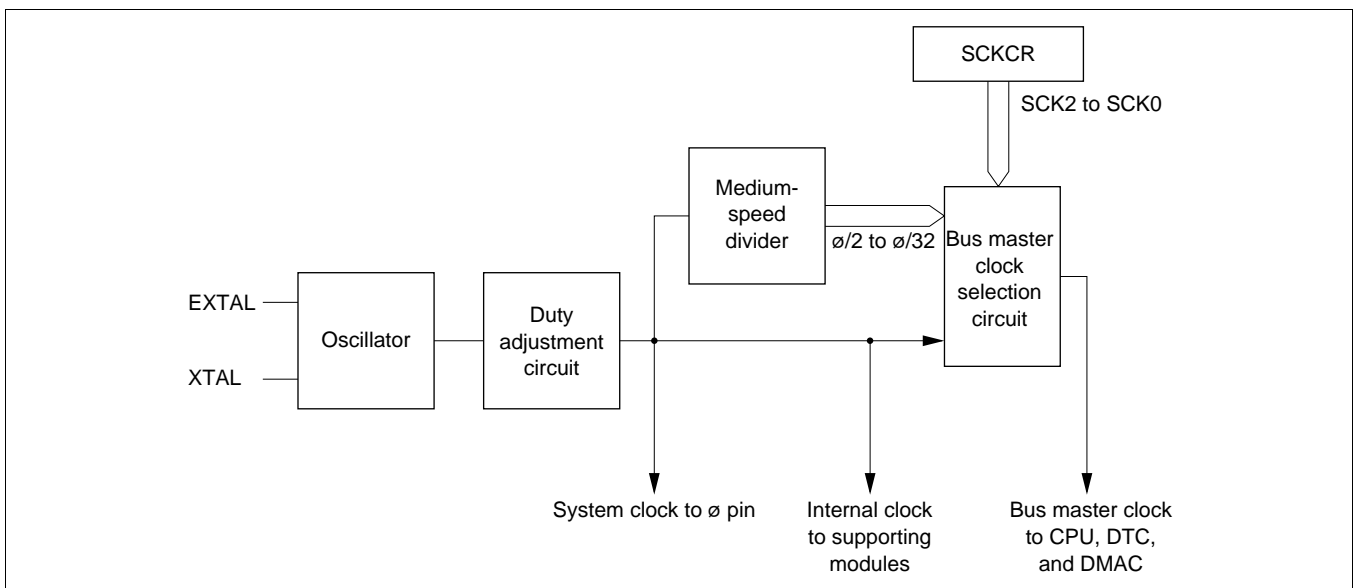 SCKCR
SCK2 to SCK0
Medium-
speed
divider
ø/2 to ø/32
Bus master
clock
selection
circuit
EXTAL
XTAL
Oscillator
Duty
adjustment
circuit
System clock to ø pin
Internal clock
to supporting
modules
Bus master clock
to CPU, DTC,
and DMAC